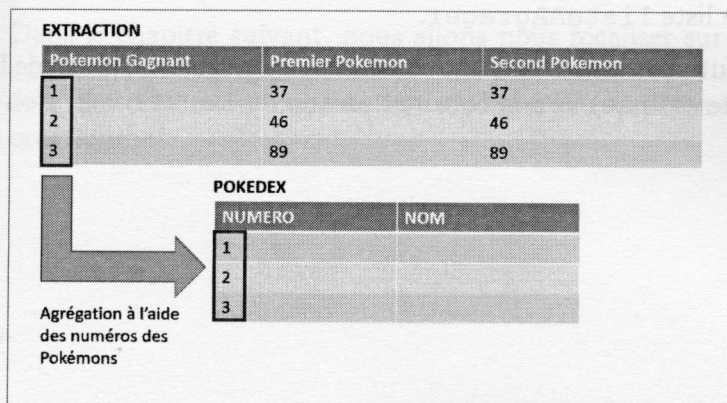 EXTRACTION
Pokemon Gagnant Premier Pokemon Second Pokemon
1 37 37
2 46 46
3 89 89
POKEDEX
NUMERO NOM
1
2
3
Agrégation à l'aide
des numéros des
Pokémons